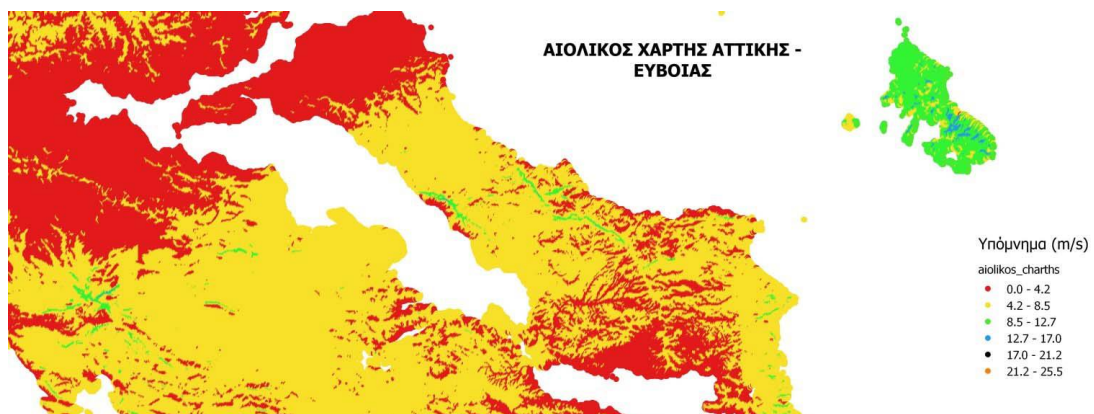 ΑΙΟΛΙΚΟΣ ΧΑΡΤΗΣ ΑΤΤΙΚΗΣ -
ΕΥΒΟΙΑΣ
Υπόμνημα (m/s)
aiolikos_charths
0.0 - 4.2
4.2 - 8.5
8.5 - 12.7
12.7 - 17.0
17.0 - 21.2
21.2 - 25.5